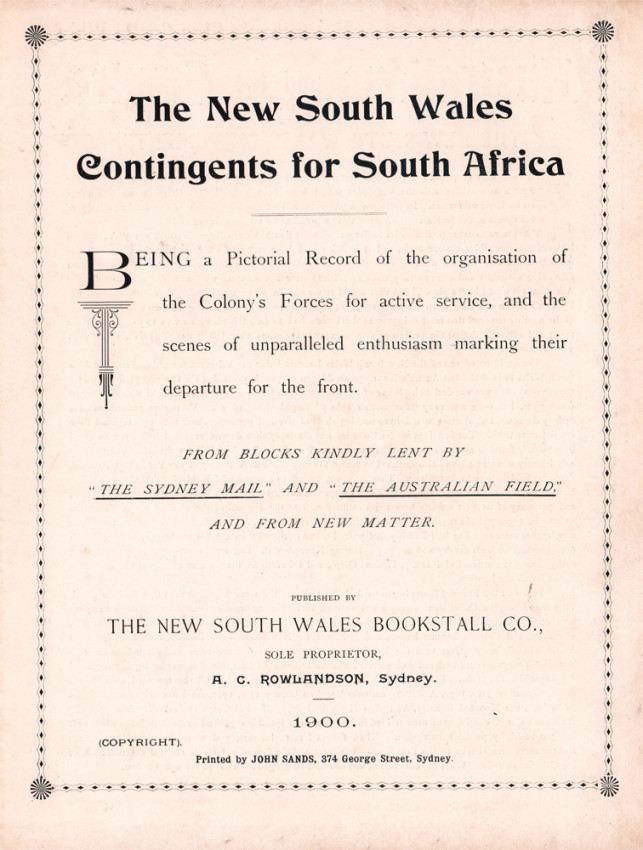 The New South Wales
Contingents for South Africa
BEING a Pictorial Record of the organisation of
the Colony's Forces for active service, and the
scenes of unparalleled enthusiasm marking their
departure for the front.
FROM BLOCKS KINDLY LENT BY
"THE SYDNEY MAIL" AND "THE AUSTRALIAN FIELD,"
AND FROM NEW MATTER.
PUBLISHED BY
THE NEW SOUTH WALES BOOKSTALL CO.,
SOLE PROPRIETOR,
A. C. ROWLANDSON, Sydney.
1900.
(COPYRIGHT).
Printed by JOHN SANDS, 374 George Street, Sydney.